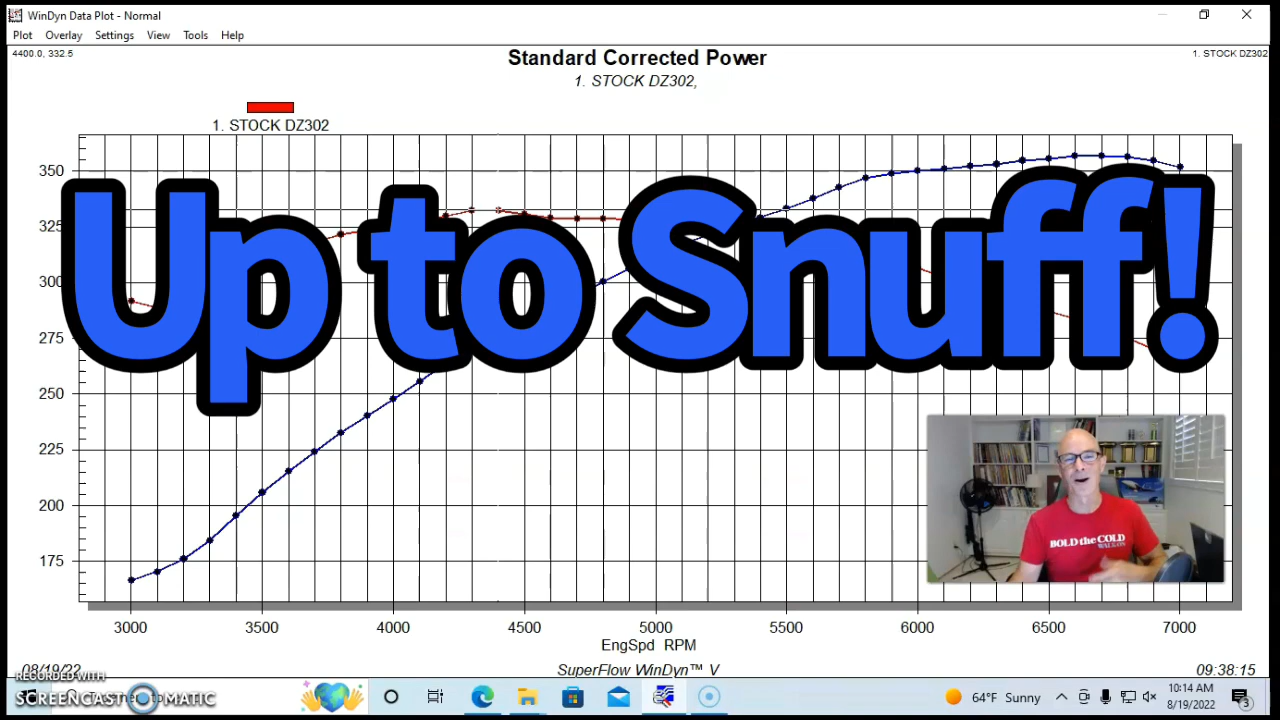 WinDyn Data Plot - Normal
Plot Overlay Settings View Tools Help
4400.0, 332.5
1. STOCK DZ302
Standard Corrected Power
1. STOCK DZ302,
1. STOCK DZ302
350
325
300
275
250
225
200
175
Up to Snuff!
BOLD the COLD
3000 3500 4000 4500 5000 5500 6000 6500 7000
EngSpd RPM
08/19/22
SuperFlow WinDyn™ V
09:38:15
RECORDED WITH
SCREENCAST MATIC
64°F Sunny
10:14 AM
8/19/2022
3